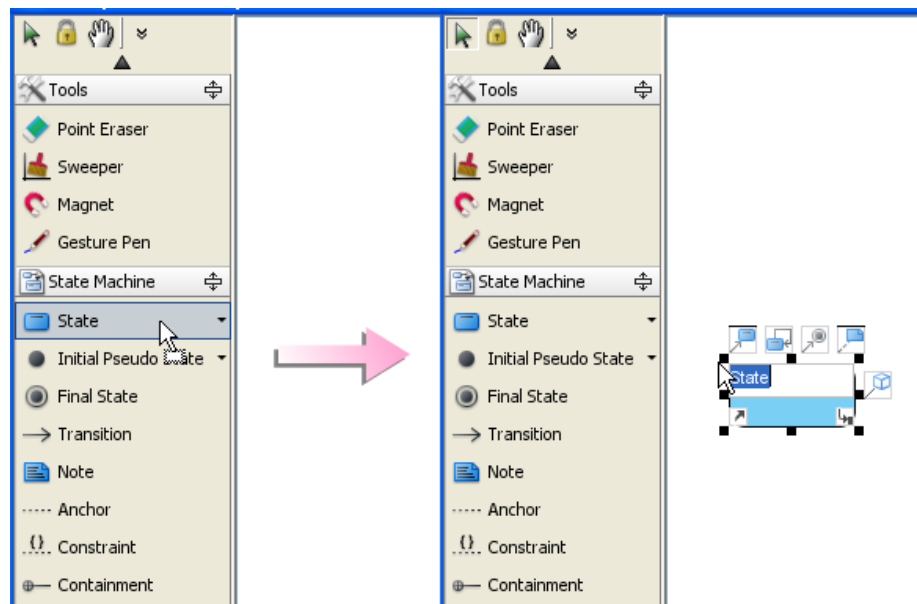 Tools
Point Eraser
Sweeper
Magnet
Gesture Pen
State Machine
State
Initial Pseudo State
Final State
Transition
Note
Anchor
Constraint
Containment
Tools
Point Eraser
Sweeper
Magnet
Gesture Pen
State Machine
State
Initial Pseudo State
Final State
Transition
Note
Anchor
Constraint
Containment
State